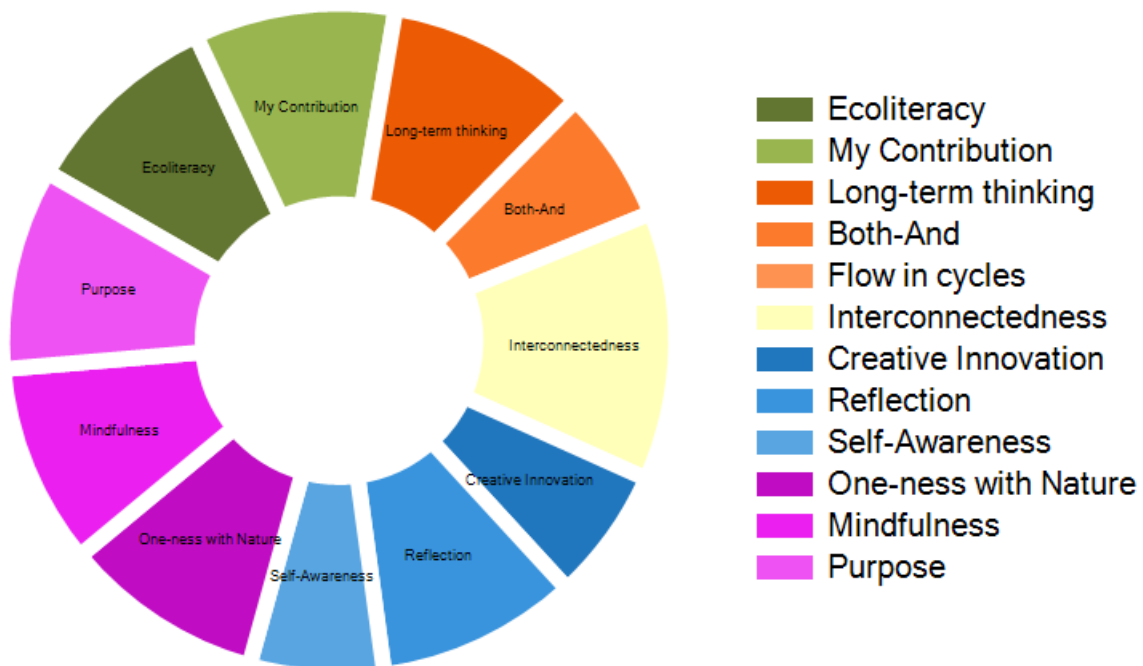 My Contribution
Long-term thinking
Ecoliteracy
Both-And
Purpose
Interconnectedness
Mindfulness
Creative Innovation
One-ness with Nature
Reflection
Self-Awareness
Ecoliteracy
My Contribution
Long-term thinking
Both-And
Flow in cycles
Interconnectedness
Creative Innovation
Reflection
Self-Awareness
One-ness with Nature
Mindfulness
Purpose